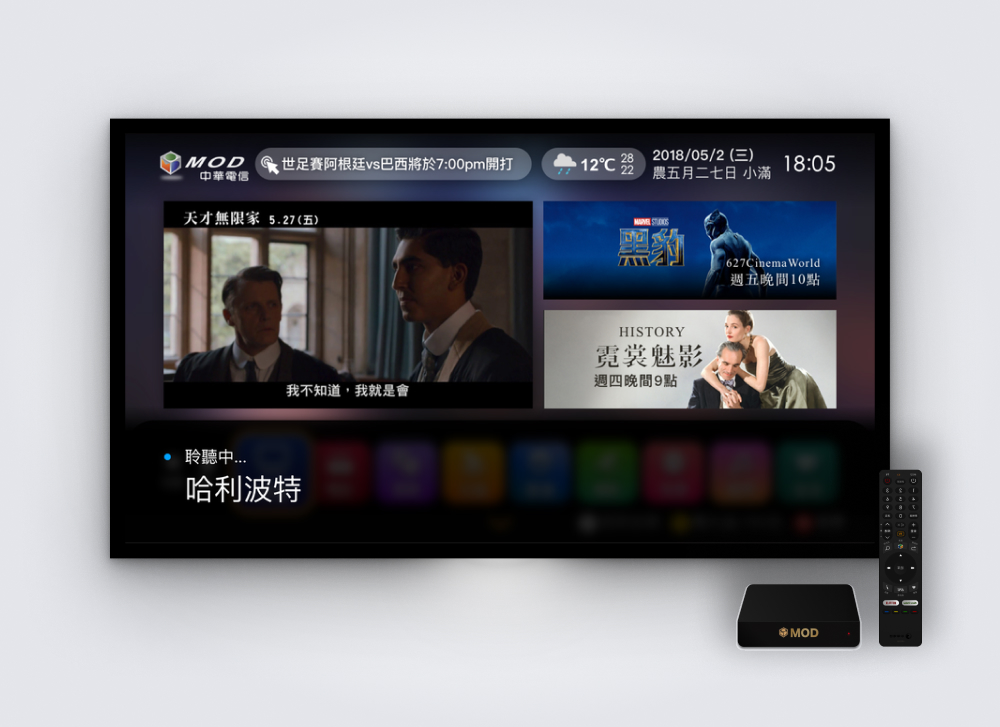 MOD
中華電信
世足賽阿根廷vs巴西將於7:00pm開打
12℃
28
22
2018/05/2 (三)
農五月二七日 小滿
18:05
天才無限家 5.27(五)
我不知道，我就是會
MARVEL STUDIOS
黑豹
627CinemaWorld
週五晚間10點
HISTORY
霓裳魅影
週四晚間9點
聆聽中...
哈利波特
MOD